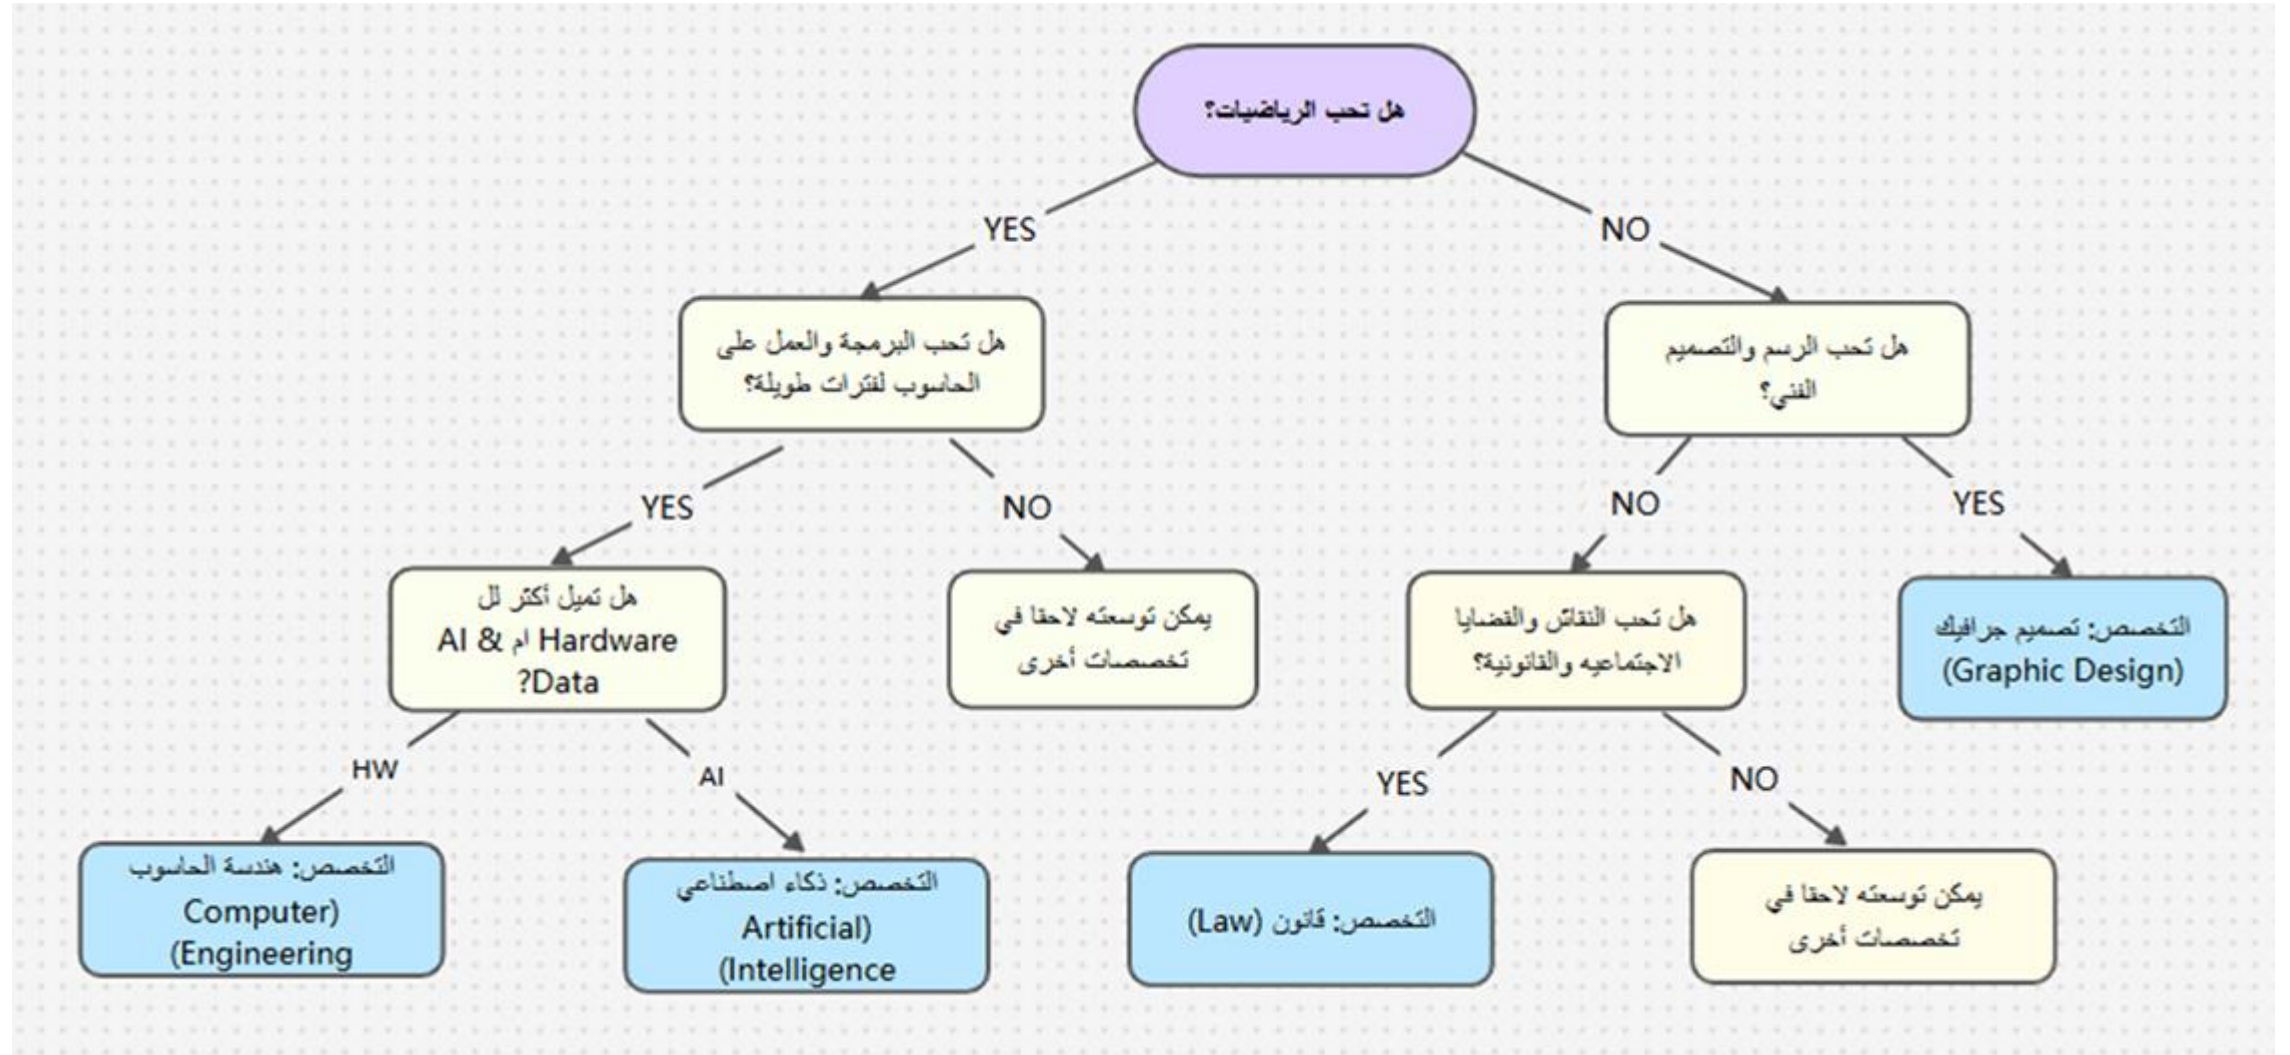 هل تحب الرياضيات؟
YES
NO
هل تحب البرمجة والعمل على
الحاسوب لفترات طويلة؟
هل تحب الرسم والتصميم
الفني؟
YES
NO
NO
YES
هل تميل أكثر لل
Hardware ام AI &
Data?
يمكن توسعته لاحقا في
تخصصات أخرى
هل تحب النقاش والقضايا
الاجتماعيه والقانونية؟
التخصص: تصميم جرافيك
(Graphic Design)
HW
AI
YES
NO
التخصص: هندسة الحاسوب
(Computer
Engineering)
التخصص: ذكاء اصطناعي
(Artificial
Intelligence)
التخصص: قانون (Law)
يمكن توسعته لاحقا في
تخصصات أخرى